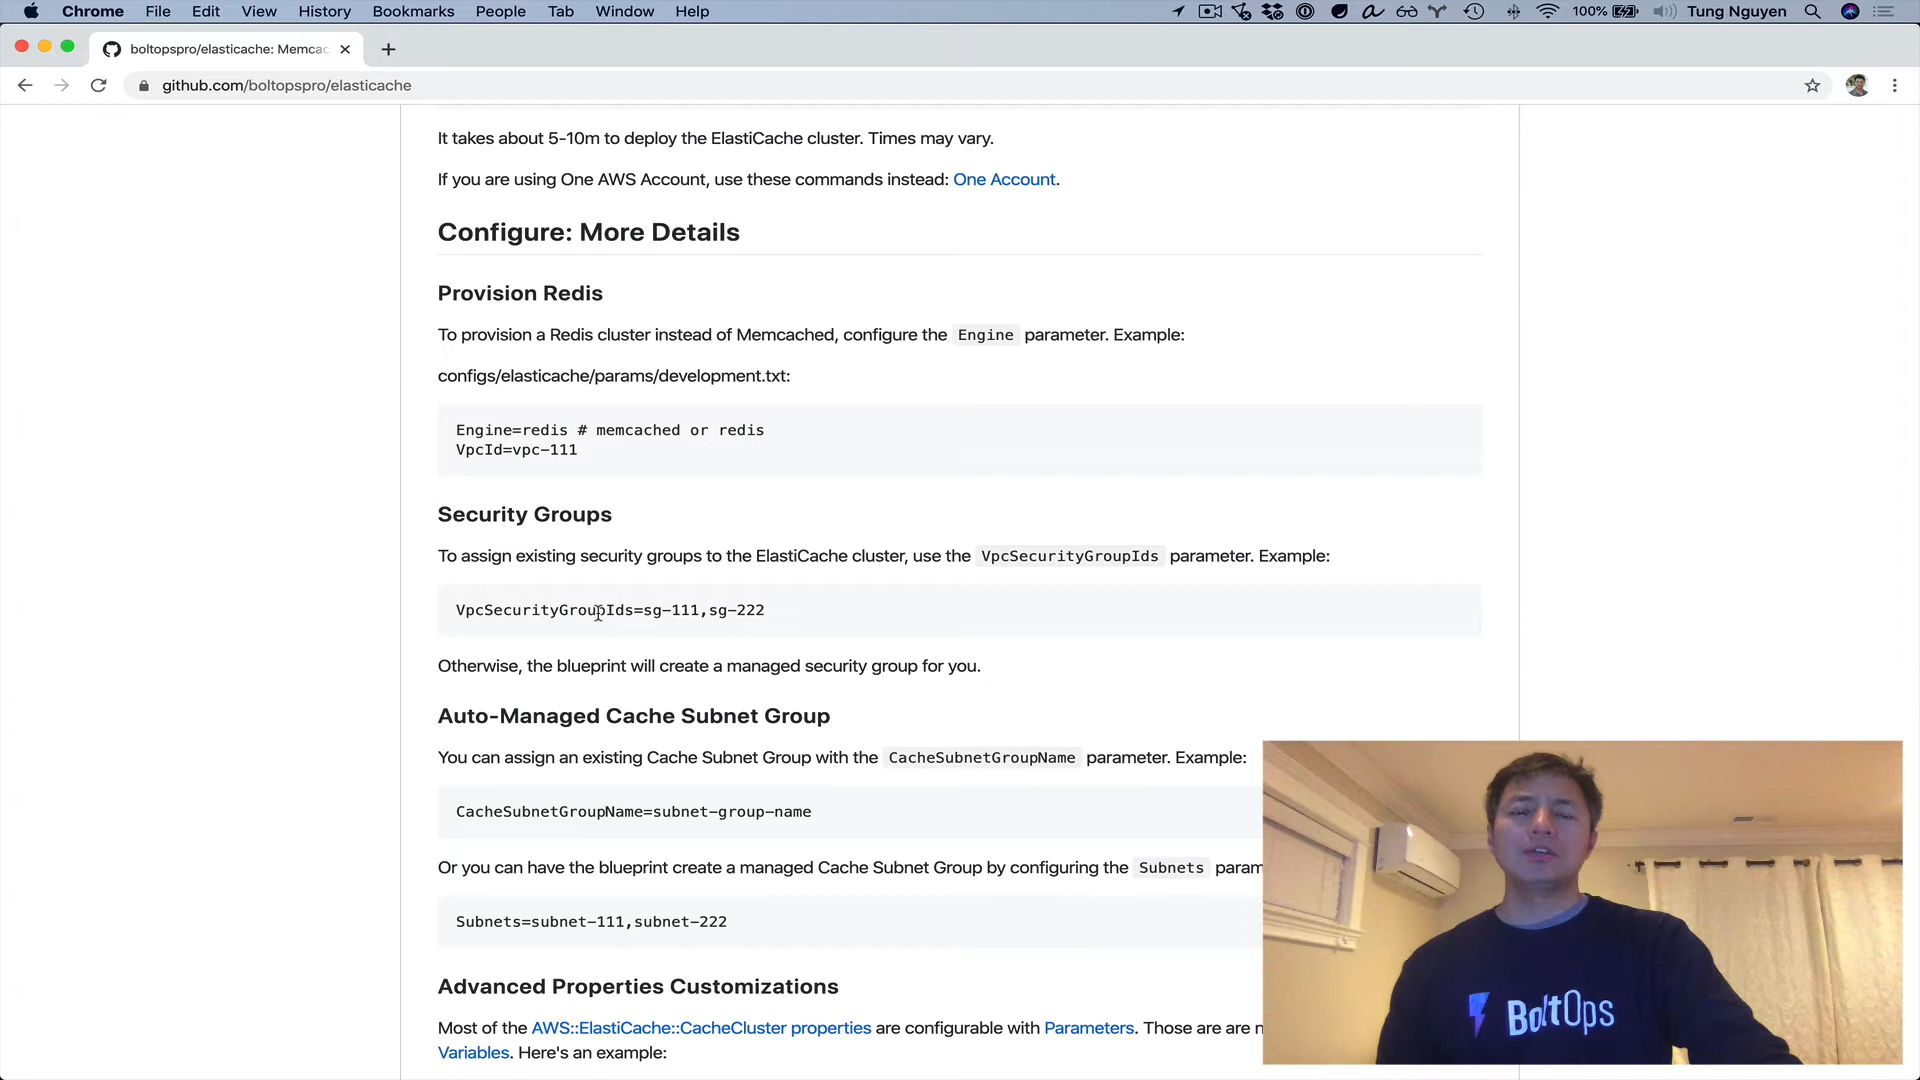 Chrome File Edit View History Bookmarks People Tab Window Help 100% Tung Nguyen
boltopspro/elasticache: Memca
github.com/boltopspro/elasticache
It takes about 5-10m to deploy the ElastiCache cluster. Times may vary.
If you are using One AWS Account, use these commands instead: One Account.
Configure: More Details
Provision Redis
To provision a Redis cluster instead of Memcached, configure the Engine parameter. Example:
configs/elasticache/params/development.txt:
Engine=redis # memcached or redis
VpcId=vpc-111
Security Groups
To assign existing security groups to the ElastiCache cluster, use the VpcSecurityGroupIds parameter. Example:
VpcSecurityGroupIds=sg-111,sg-222
Otherwise, the blueprint will create a managed security group for you.
Auto-Managed Cache Subnet Group
You can assign an existing Cache Subnet Group with the CacheSubnetGroupName parameter. Example:
CacheSubnetGroupName=subnet-group-name
Or you can have the blueprint create a managed Cache Subnet Group by configuring the Subnets param
Subnets=subnet-111,subnet-222
Advanced Properties Customizations
Most of the AWS::ElastiCache::CacheCluster properties are configurable with Parameters. Those are are n
Variables. Here's an example:
BoltOps